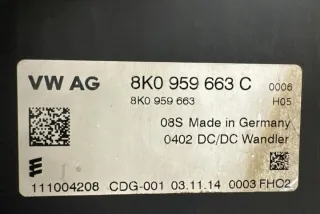 VW AG 8K0 959 663 C 0006
8K0 959 663 H05
08S Made in Germany
0402 DC/DC Wandler
111004208 CDG-001 03.11.14 0003 FHC2